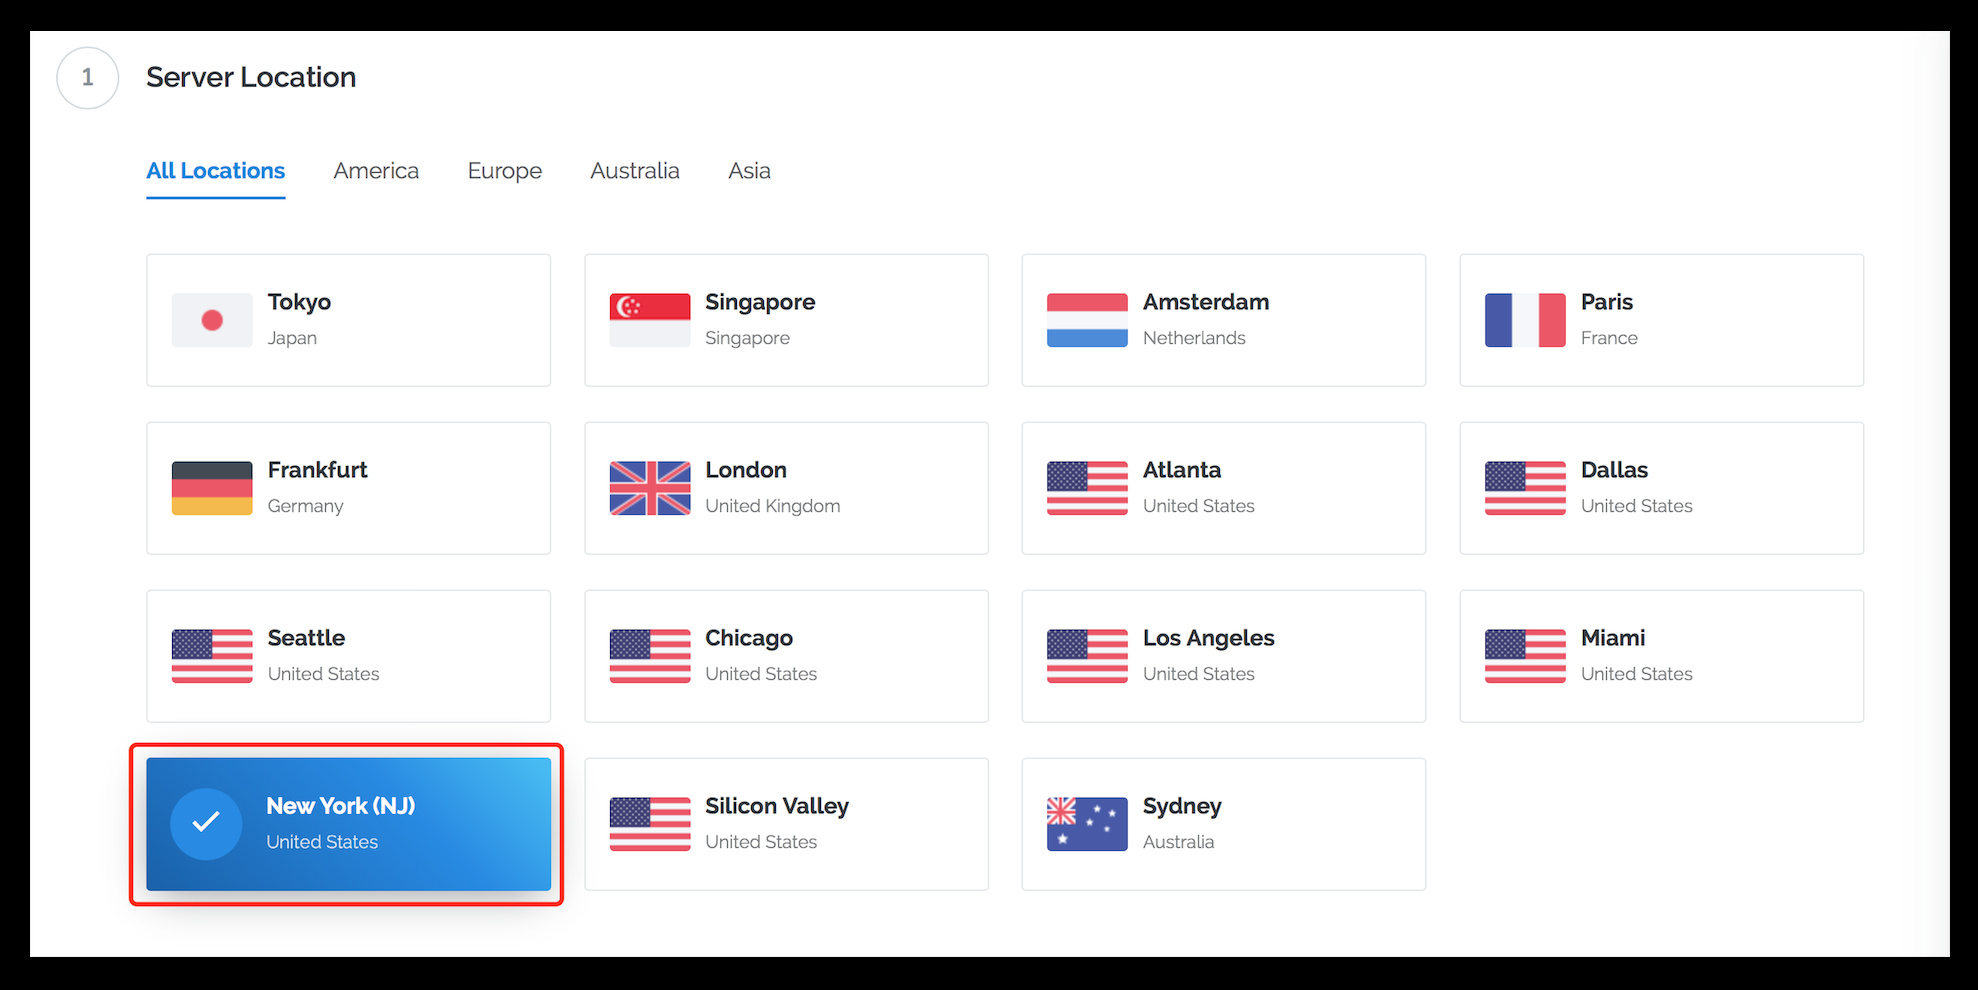 1
Server Location
All Locations America Europe Australia Asia
Tokyo
Japan
Singapore
Singapore
Amsterdam
Netherlands
Paris
France
Frankfurt
Germany
London
United Kingdom
Atlanta
United States
Dallas
United States
Seattle
United States
Chicago
United States
Los Angeles
United States
Miami
United States
New York (NJ)
United States
Silicon Valley
United States
Sydney
Australia